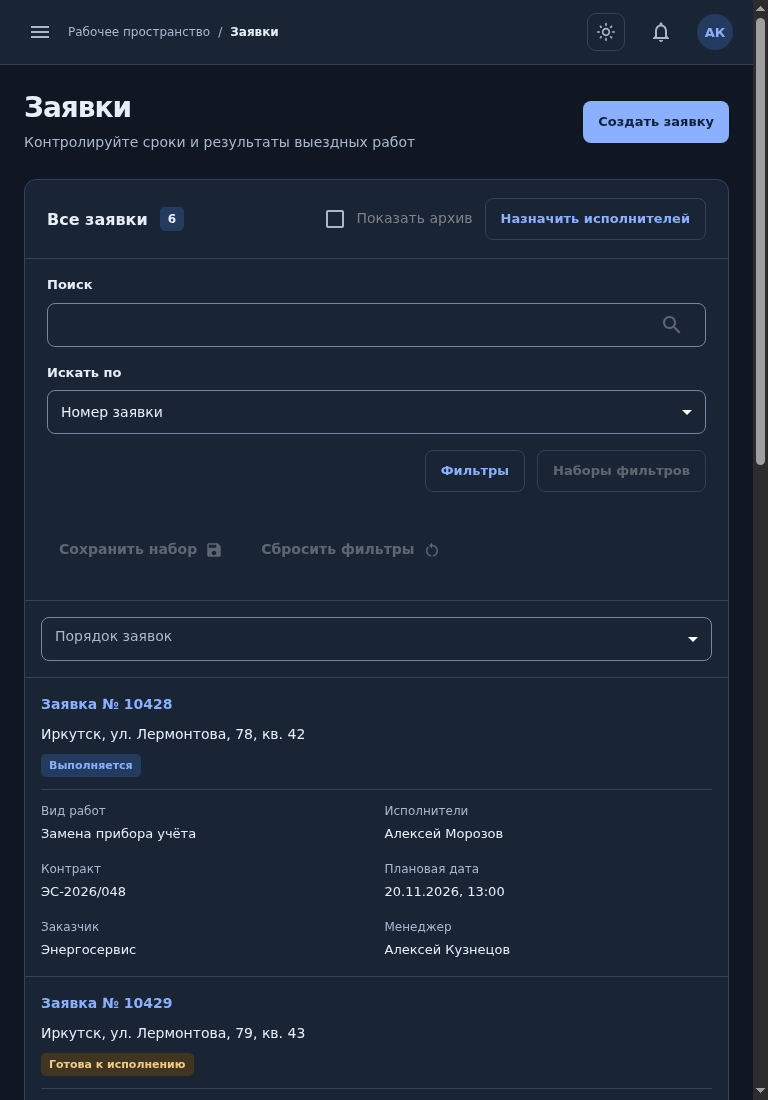 Рабочее пространство / Заявки
АК
Заявки
Контролируйте сроки и результаты выездных работ
Создать заявку
Все заявки 6
Показать архив
Назначить исполнителей
Поиск
Искать по
Номер заявки
Фильтры
Наборы фильтров
Сохранить набор
Сбросить фильтры
Порядок заявок
Заявка № 10428
Иркутск, ул. Лермонтова, 78, кв. 42
Выполняется
Вид работ
Замена прибора учёта
Исполнители
Алексей Морозов
Контракт
ЭС-2026/048
Плановая дата
20.11.2026, 13:00
Заказчик
Энергосервис
Менеджер
Алексей Кузнецов
Заявка № 10429
Иркутск, ул. Лермонтова, 79, кв. 43
Готова к исполнению